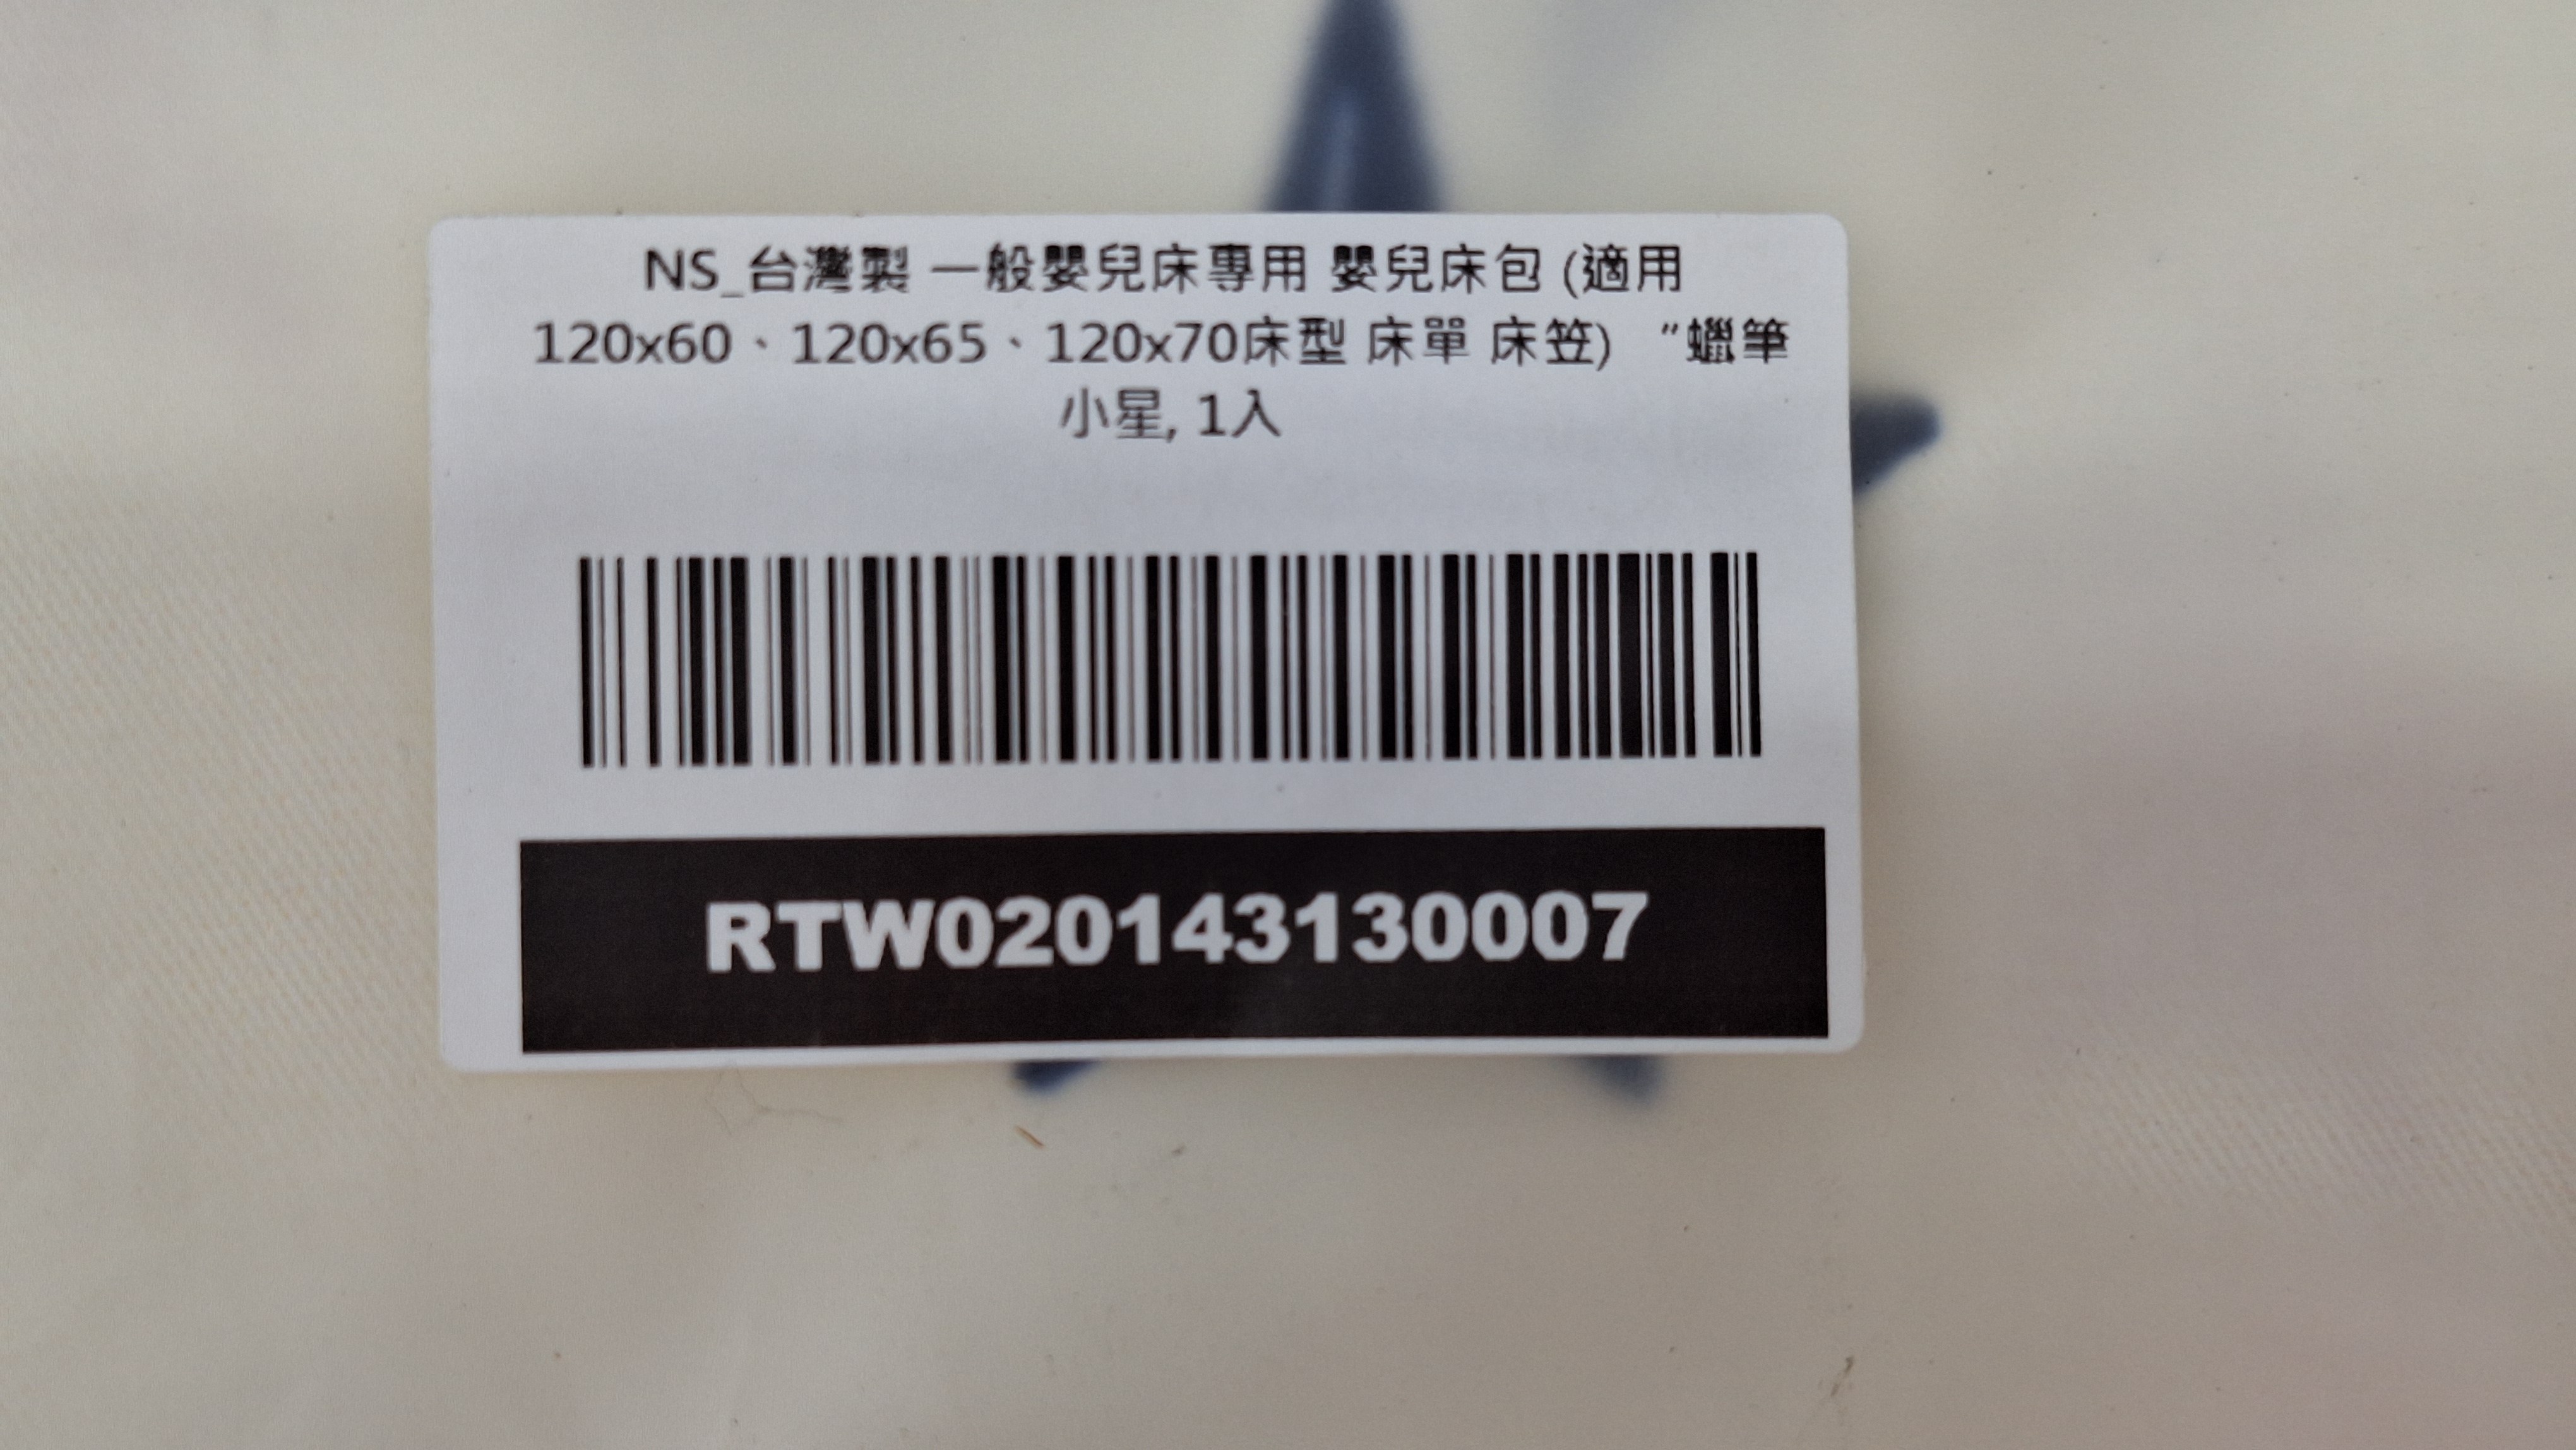 NS_台灣製 一般嬰兒床專用 嬰兒床包 (適用
120x60、120x65、120x70床型 床單 床笠) “蠟筆
小星, 1入
RTW020143130007